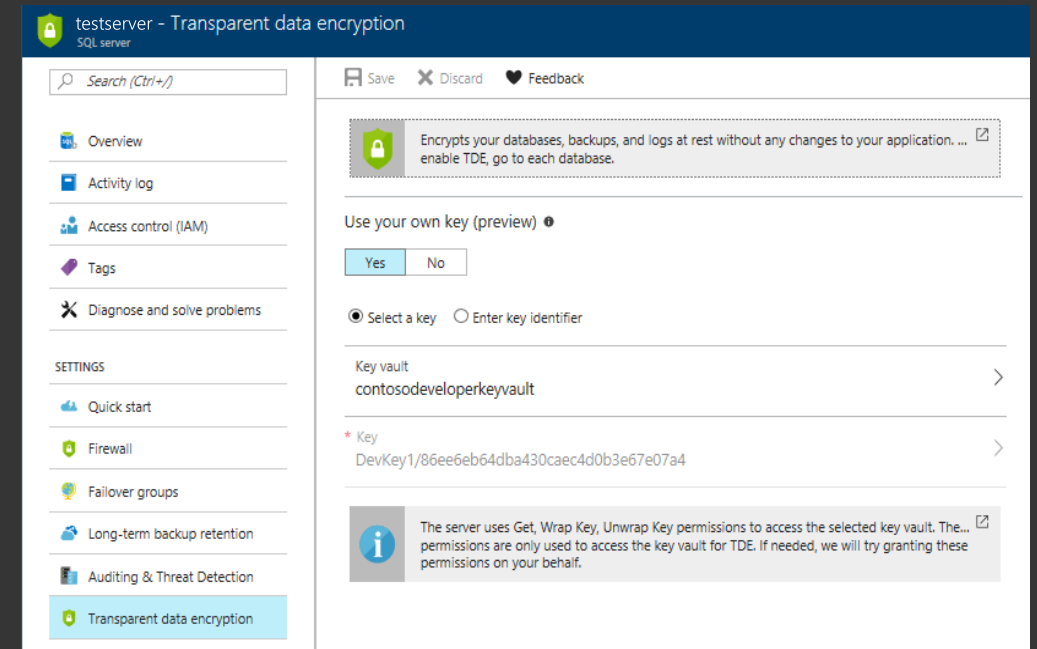 testserver - Transparent data encryption
SQL server
Search (Ctrl+/)
Overview
Activity log
Access control (IAM)
Tags
Diagnose and solve problems
SETTINGS
Quick start
Firewall
Failover groups
Long-term backup retention
Auditing & Threat Detection
Transparent data encryption
Save
Discard
Feedback
Encrypts your databases, backups, and logs at rest without any changes to your application. ...
enable TDE, go to each database.
Use your own key (preview)
Yes
No
Select a key
Enter key identifier
Key vault
contosodeveloperkeyvault
* Key
DevKey1/86ee6eb64dba430caec4d0b3e67e07a4
The server uses Get, Wrap Key, Unwrap Key permissions to access the selected key vault. The...
permissions are only used to access the key vault for TDE. If needed, we will try granting these
permissions on your behalf.